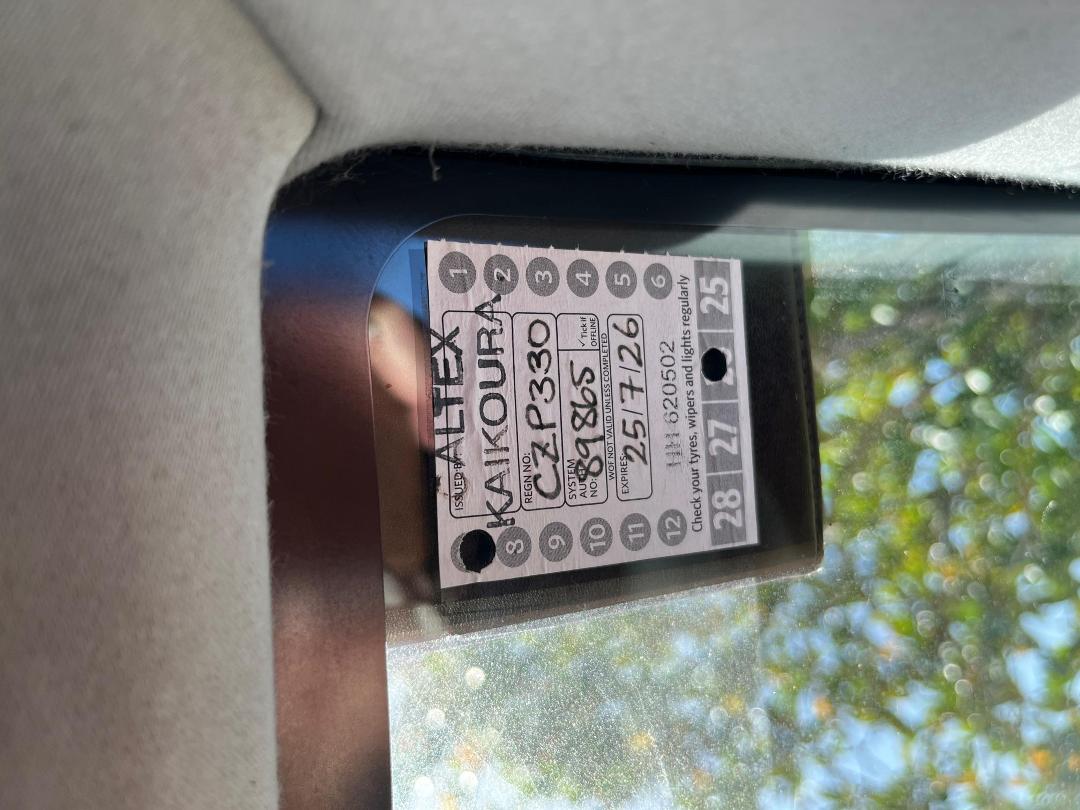 ISSUED BY: ALTEX
KAIKOURA
REGN NO: CZP330
SYSTEM AUTH NO: 89865
✓ Tick if OFFLINE
WOF NOT VALID UNLESS COMPLETED
EXPIRES: 25/7/26
HH 620502
Check your tyres, wipers and lights regularly
1
2
3
4
5
6
8
9
10
11
12
28 27 25